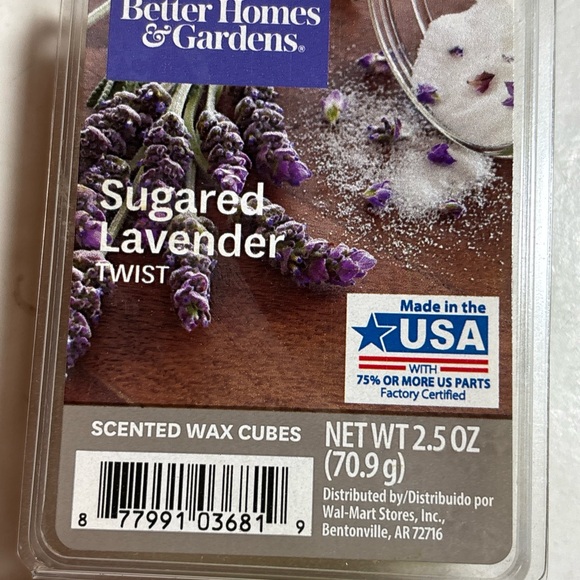 Better Homes
& Gardens®
Sugared
Lavender
TWIST
Made in the
USA
WITH
75% OR MORE US PARTS
Factory Certified
SCENTED WAX CUBES
NET WT 2.5 OZ
(70.9 g)
Distributed by/Distribuido por
Wal-Mart Stores, Inc.,
Bentonville, AR 72716
8 77991 03681 9